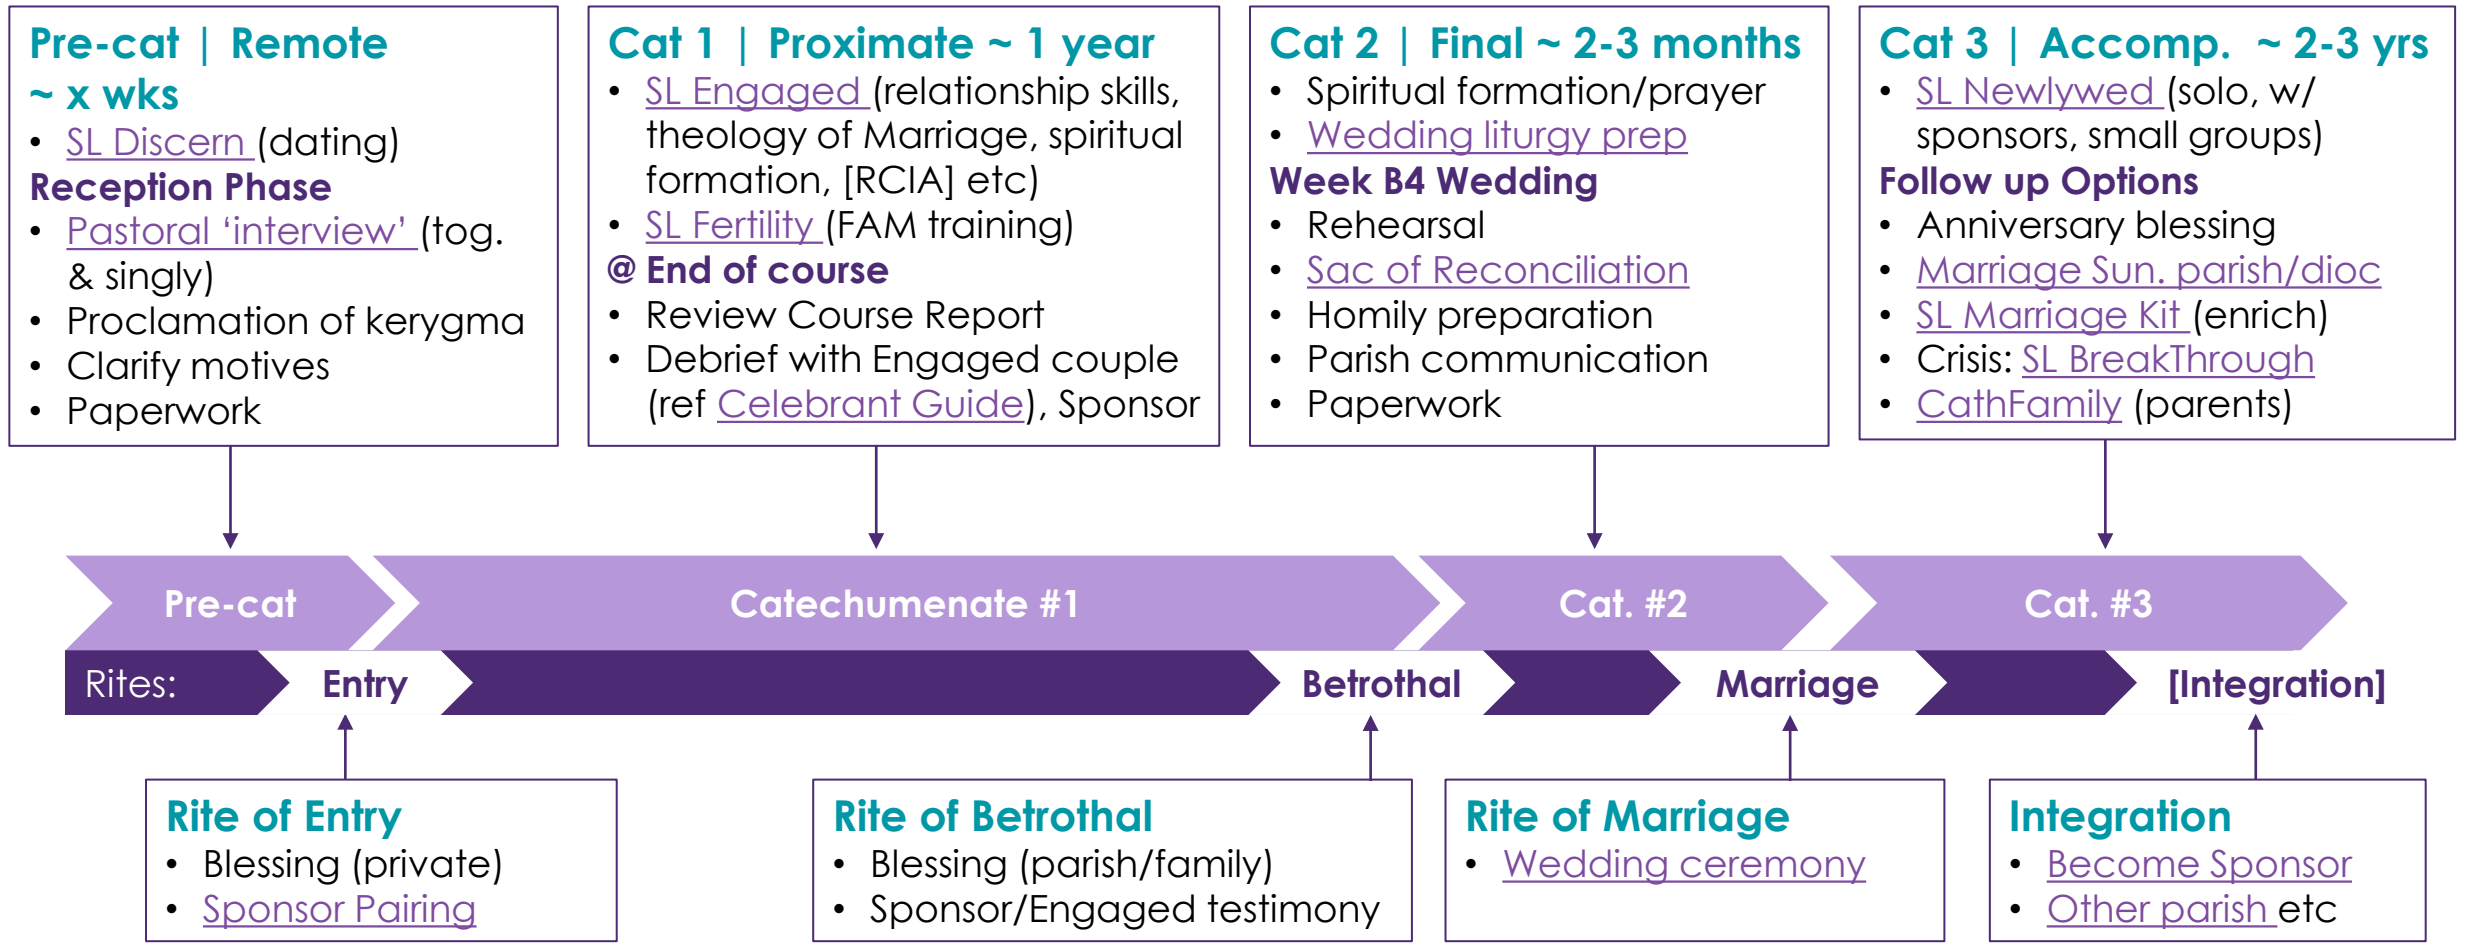 Pre-cat | Remote
~ x wks
• SL Discern (dating)
Reception Phase
• Pastoral ‘interview’ (tog.
& singly)
• Proclamation of kerygma
• Clarify motives
• Paperwork
Cat 1 | Proximate ~ 1 year
• SL Engaged (relationship skills,
theology of Marriage, spiritual
formation, [RCIA] etc)
• SL Fertility (FAM training)
@ End of course
• Review Course Report
• Debrief with Engaged couple
(ref Celebrant Guide), Sponsor
Cat 2 | Final ~ 2-3 months
• Spiritual formation/prayer
• Wedding liturgy prep
Week B4 Wedding
• Rehearsal
• Sac of Reconciliation
• Homily preparation
• Parish communication
• Paperwork
Cat 3 | Accomp. ~ 2-3 yrs
• SL Newlywed (solo, w/
sponsors, small groups)
Follow up Options
• Anniversary blessing
• Marriage Sun. parish/dioc
• SL Marriage Kit (enrich)
• Crisis: SL BreakThrough
• CathFamily (parents)
Pre-cat
Catechumenate #1
Cat. #2
Cat. #3
Rites:
Entry
Betrothal
Marriage
[Integration]
Rite of Entry
• Blessing (private)
• Sponsor Pairing
Rite of Betrothal
• Blessing (parish/family)
• Sponsor/Engaged testimony
Rite of Marriage
• Wedding ceremony
Integration
• Become Sponsor
• Other parish etc